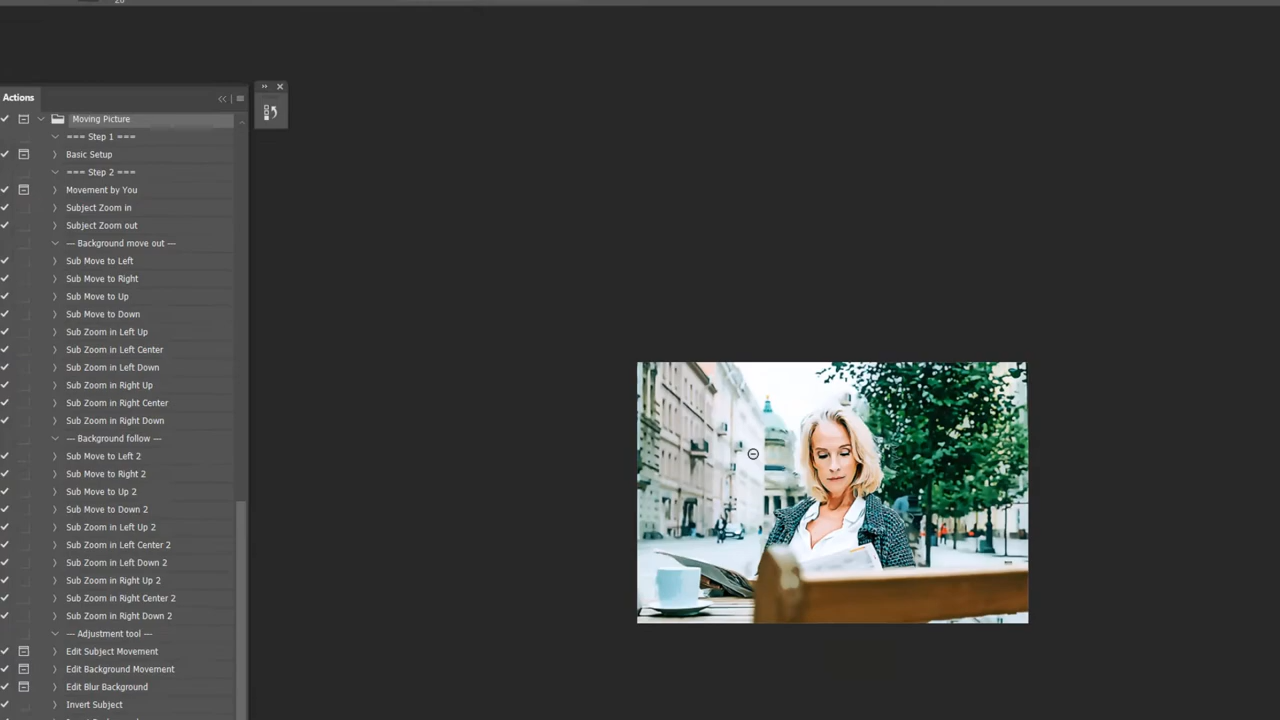 Actions
Moving Picture
=== Step 1 ===
Basic Setup
=== Step 2 ===
Movement by You
Subject Zoom in
Subject Zoom out
— Background move out —
Sub Move to Left
Sub Move to Right
Sub Move to Up
Sub Move to Down
Sub Zoom in Left Up
Sub Zoom in Left Center
Sub Zoom in Left Down
Sub Zoom in Right Up
Sub Zoom in Right Center
Sub Zoom in Right Down
— Background follow —
Sub Move to Left 2
Sub Move to Right 2
Sub Move to Up 2
Sub Move to Down 2
Sub Zoom in Left Up 2
Sub Zoom in Left Center 2
Sub Zoom in Left Down 2
Sub Zoom in Right Up 2
Sub Zoom in Right Center 2
Sub Zoom in Right Down 2
— Adjustment tool —
Edit Subject Movement
Edit Background Movement
Edit Blur Background
Invert Subject